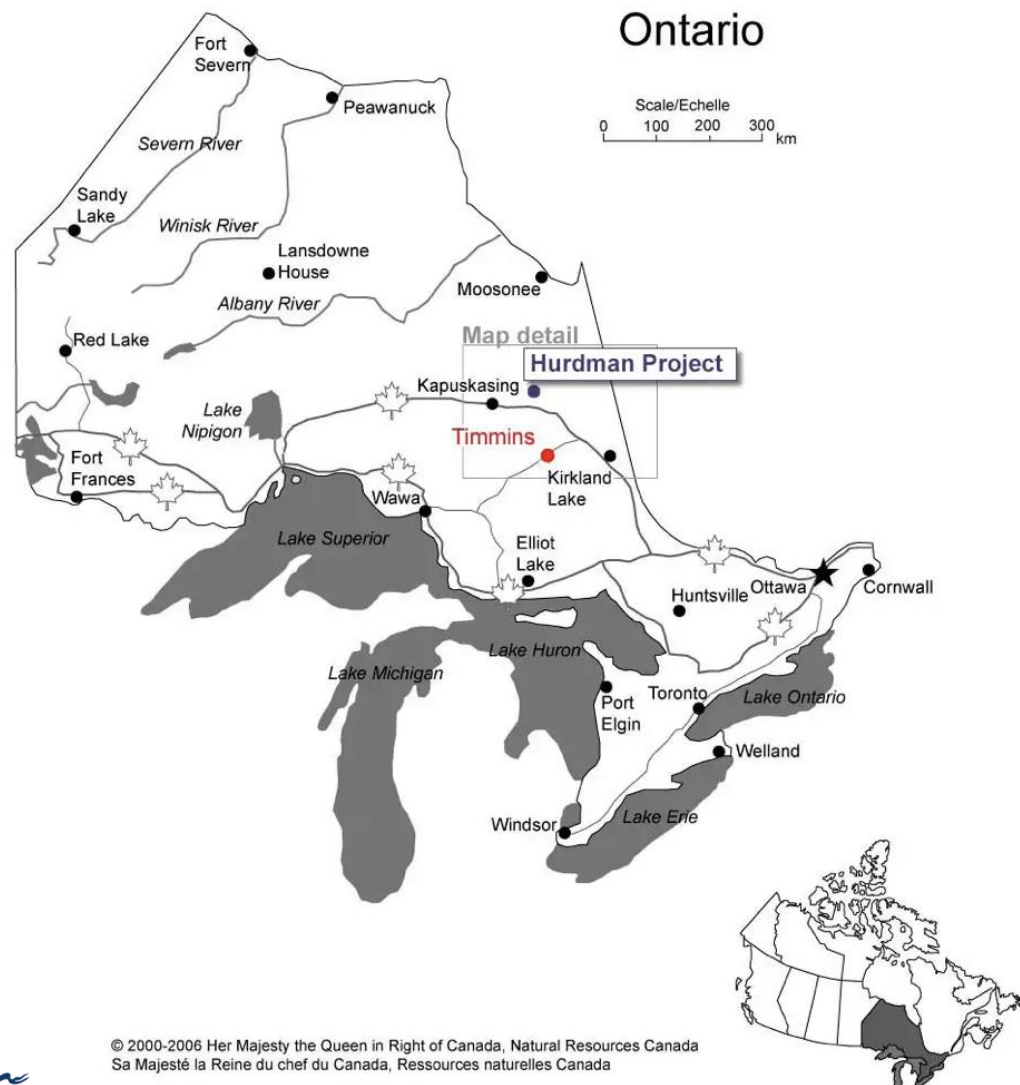 Ontario
Fort
Severn
Peawanuck
Scale/Echelle
0 100 200 300 km
Severn River
Sandy
Lake
Winisk River
Lansdowne
House
Albany River
Moosonee
Map detail
Red Lake
Hurdman Project
Kapuskasing
Lake
Nipigon
Timmins
Fort
Frances
Kirkland
Lake
Wawa
Lake Superior
Elliot
Lake
Huntsville
Ottawa
Cornwall
Lake Huron
Lake Michigan
Port
Elgin
Toronto
Lake Ontario
Welland
Windsor
Lake Erie
© 2000-2006 Her Majesty the Queen in Right of Canada, Natural Resources Canada
Sa Majesté la Reine du chef du Canada, Ressources naturelles Canada